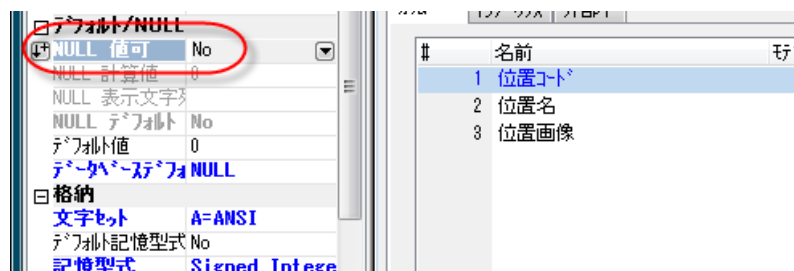 デフォルト/NULL
NULL 値可 No
NULL 計算値 0
NULL 表示文字列
NULL デフォルト No
デフォルト値 0
データベースデフォ NULL
格納
文字セット A=ANSI
デフォルト記憶型式 No
記憶型式 Signed Intege
# 名前 モデ
1 位置コード
2 位置名
3 位置画像